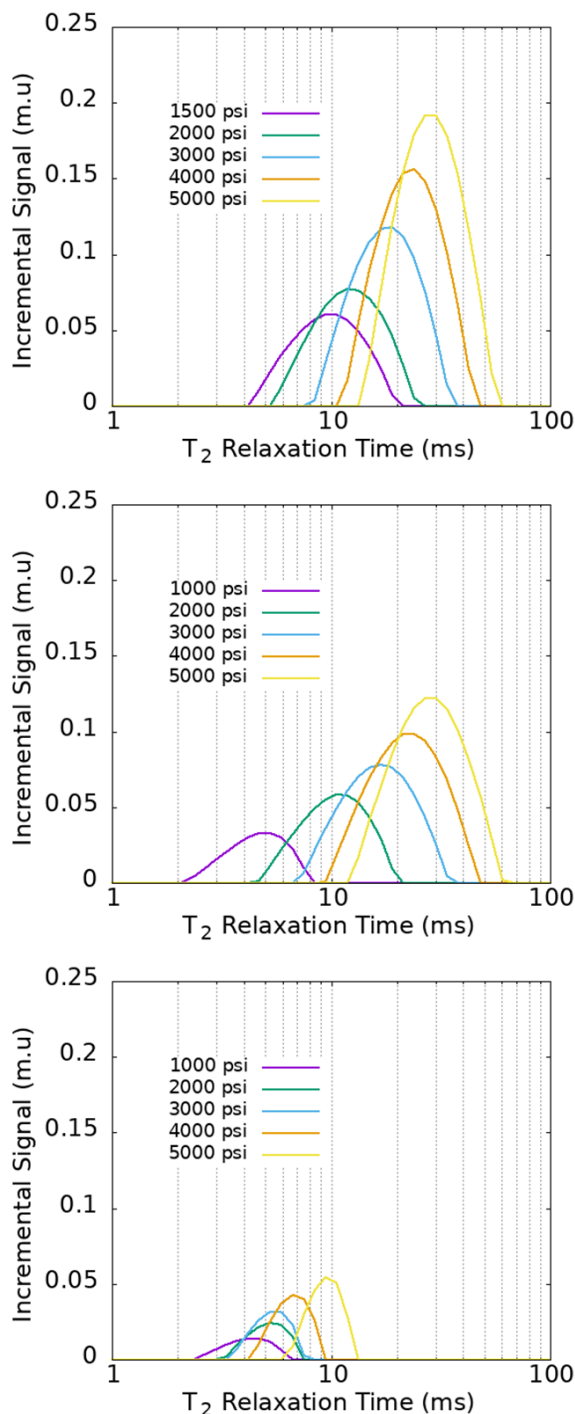 0.25
0.2
0.15
0.1
0.05
0
Incremental Signal (m.u)
1500 psi
2000 psi
3000 psi
4000 psi
5000 psi
1 10 100
T2 Relaxation Time (ms)
0.25
0.2
0.15
0.1
0.05
0
Incremental Signal (m.u)
1000 psi
2000 psi
3000 psi
4000 psi
5000 psi
1 10 100
T2 Relaxation Time (ms)
0.25
0.2
0.15
0.1
0.05
0
Incremental Signal (m.u)
1000 psi
2000 psi
3000 psi
4000 psi
5000 psi
1 10 100
T2 Relaxation Time (ms)